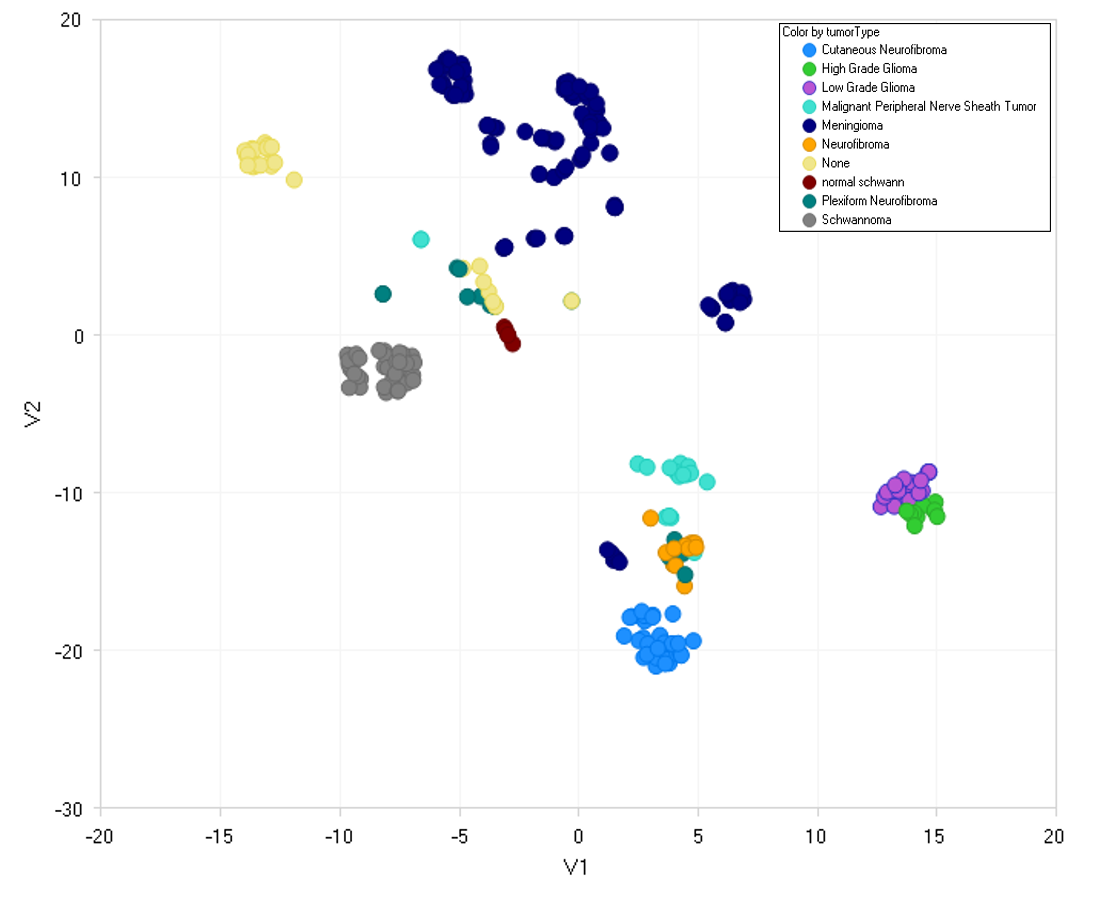 20
10
0
-10
-20
-30
V2
-20
-15
-10
-5
0
5
10
15
20
V1
Color by tumorType
Cutaneous Neurofibroma
High Grade Glioma
Low Grade Glioma
Malignant Peripheral Nerve Sheath Tumor
Meningioma
Neurofibroma
None
normal schwann
Plexiform Neurofibroma
Schwannoma